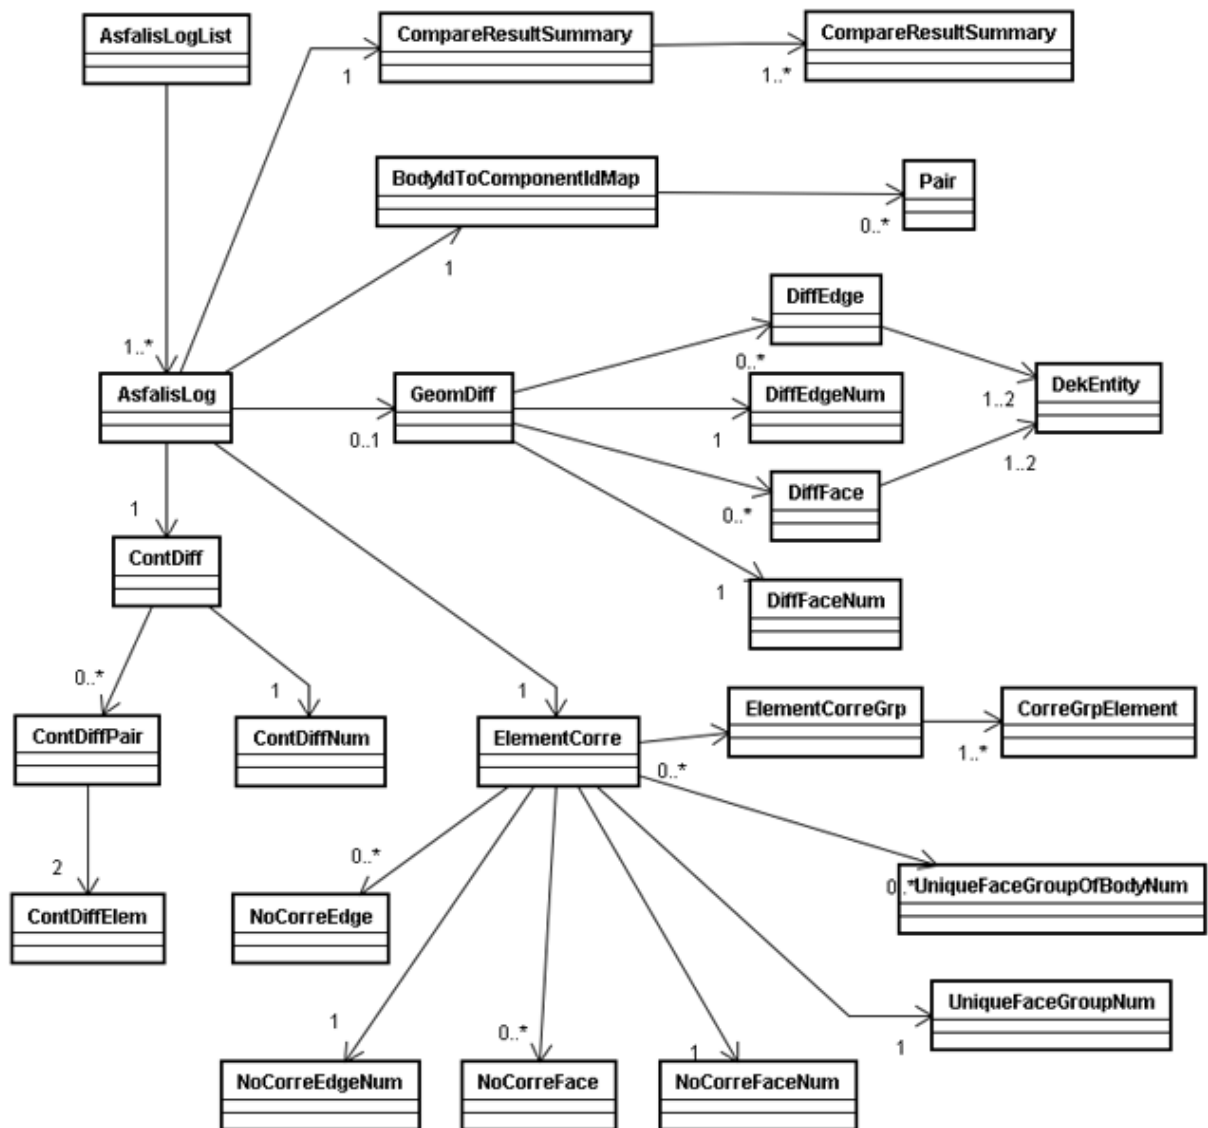 AsfalisLogList
CompareResultSummary
CompareResultSummary
1
1..*
BodyIdToComponentIdMap
Pair
0..*
1
DiffEdge
1..*
0..*
AsfalisLog
GeomDiff
DiffEdgeNum
DekEntity
1..2
0..1
1
1..2
DiffFace
1
0..*
ContDiff
1
DiffFaceNum
0..*
1
1
ElementCorreGrp
CorreGrpElement
ContDiffPair
ContDiffNum
ElementCorre
0..*
1..*
2
0..*
0..*
UniqueFaceGroupOfBodyNum
ContDiffElem
NoCorreEdge
UniqueFaceGroupNum
1
0..*
1
1
NoCorreEdgeNum
NoCorreFace
NoCorreFaceNum